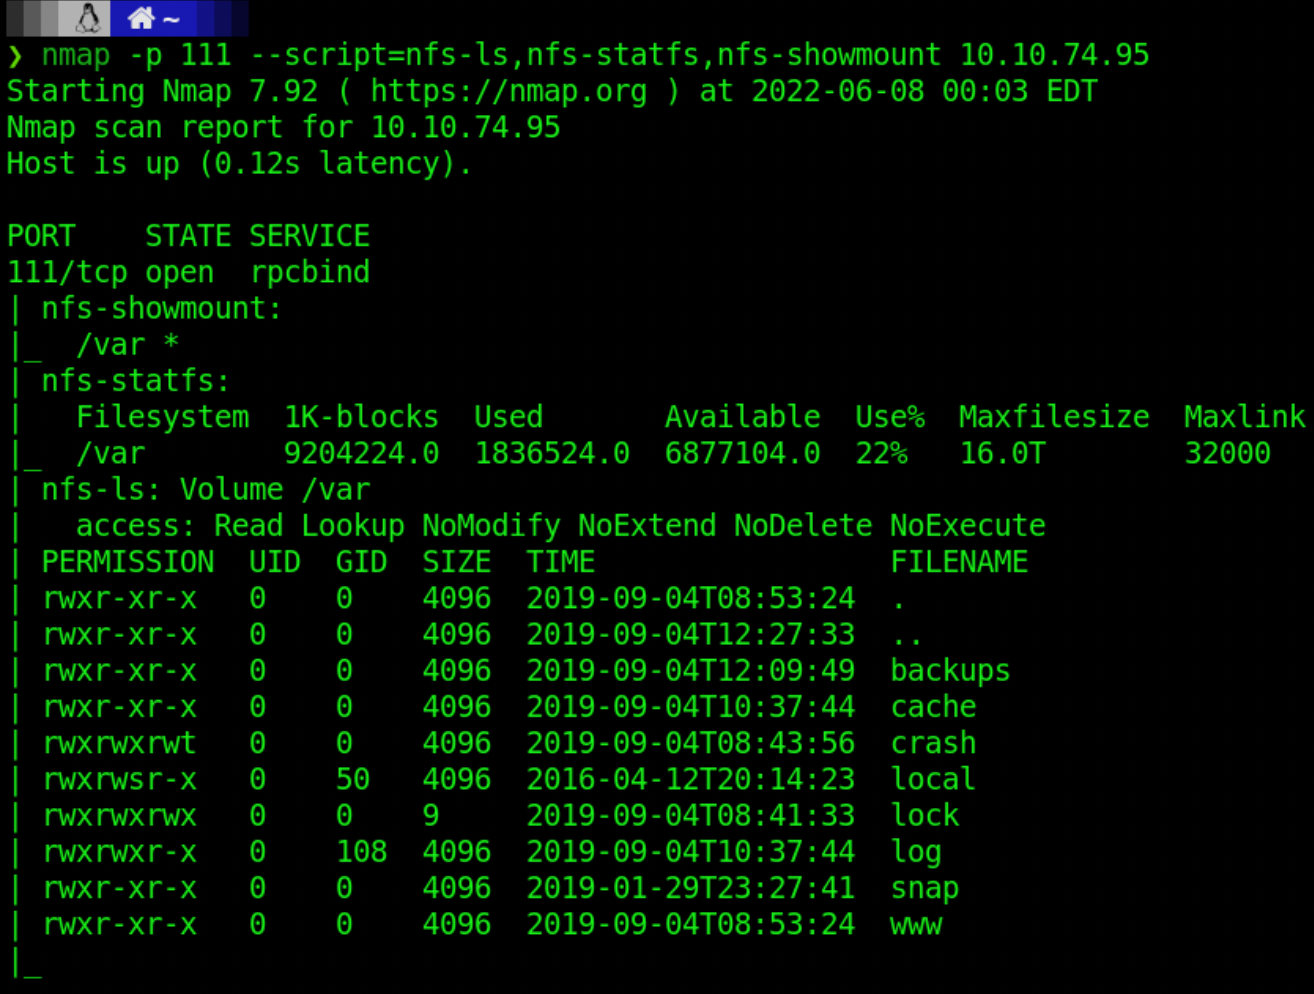 ~
❯ nmap -p 111 --script=nfs-ls,nfs-statfs,nfs-showmount 10.10.74.95
Starting Nmap 7.92 ( https://nmap.org ) at 2022-06-08 00:03 EDT
Nmap scan report for 10.10.74.95
Host is up (0.12s latency).
PORT    STATE SERVICE
111/tcp open  rpcbind
| nfs-showmount:
|_  /var *
| nfs-statfs:
|   Filesystem  1K-blocks  Used       Available  Use%  Maxfilesize  Maxlink
|_  /var        9204224.0  1836524.0  6877104.0  22%   16.0T        32000
| nfs-ls: Volume /var
|   access: Read Lookup NoModify NoExtend NoDelete NoExecute
| PERMISSION  UID  GID  SIZE  TIME                 FILENAME
| rwxr-xr-x   0    0    4096  2019-09-04T08:53:24  .
| rwxr-xr-x   0    0    4096  2019-09-04T12:27:33  ..
| rwxr-xr-x   0    0    4096  2019-09-04T12:09:49  backups
| rwxr-xr-x   0    0    4096  2019-09-04T10:37:44  cache
| rwxrwxrwt   0    0    4096  2019-09-04T08:43:56  crash
| rwxrwsr-x   0    50   4096  2016-04-12T20:14:23  local
| rwxrwxrwx   0    0    9     2019-09-04T08:41:33  lock
| rwxrwxr-x   0    108  4096  2019-09-04T10:37:44  log
| rwxr-xr-x   0    0    4096  2019-01-29T23:27:41  snap
| rwxr-xr-x   0    0    4096  2019-09-04T08:53:24  www
|_